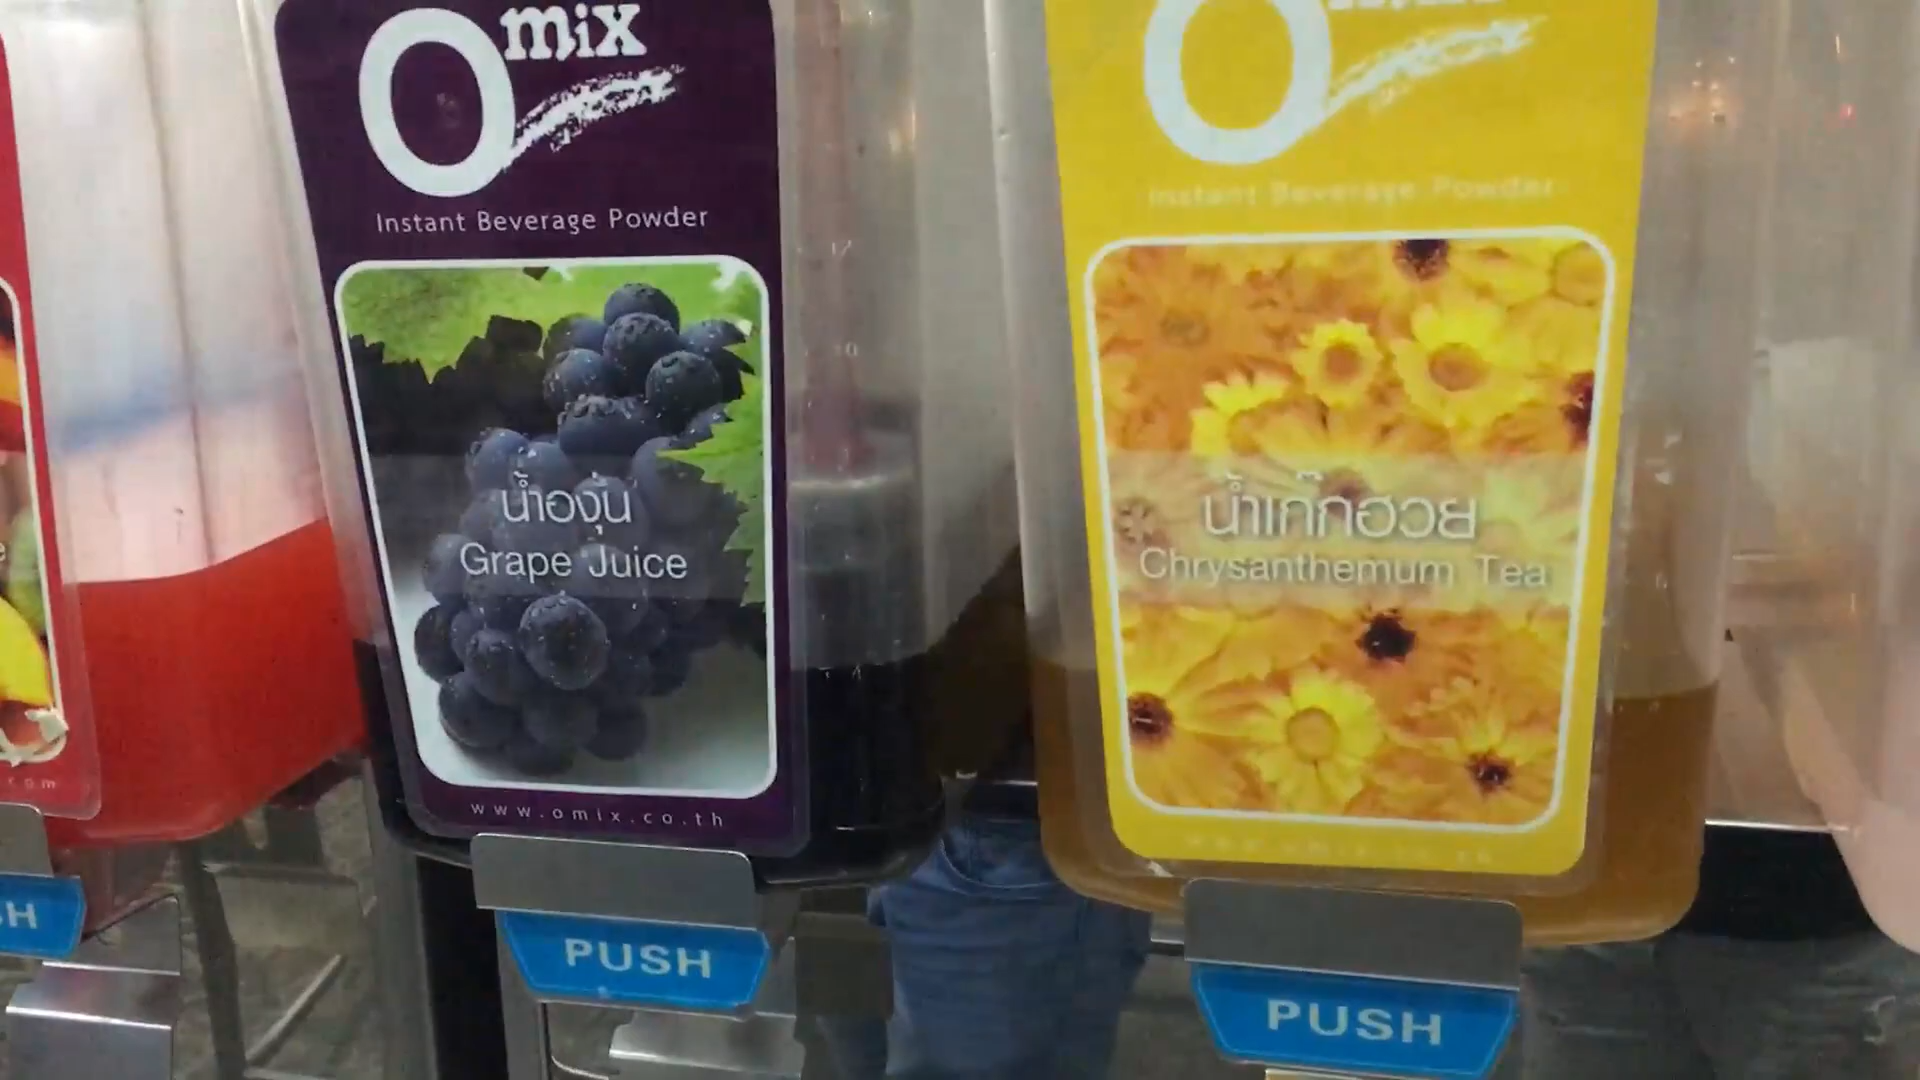 Omix
Instant Beverage Powder
น้ำองุ่น
Grape Juice
www.omix.co.th
PUSH
Instant Beverage Powder
น้ำเก๊กฮวย
Chrysanthemum Tea
PUSH